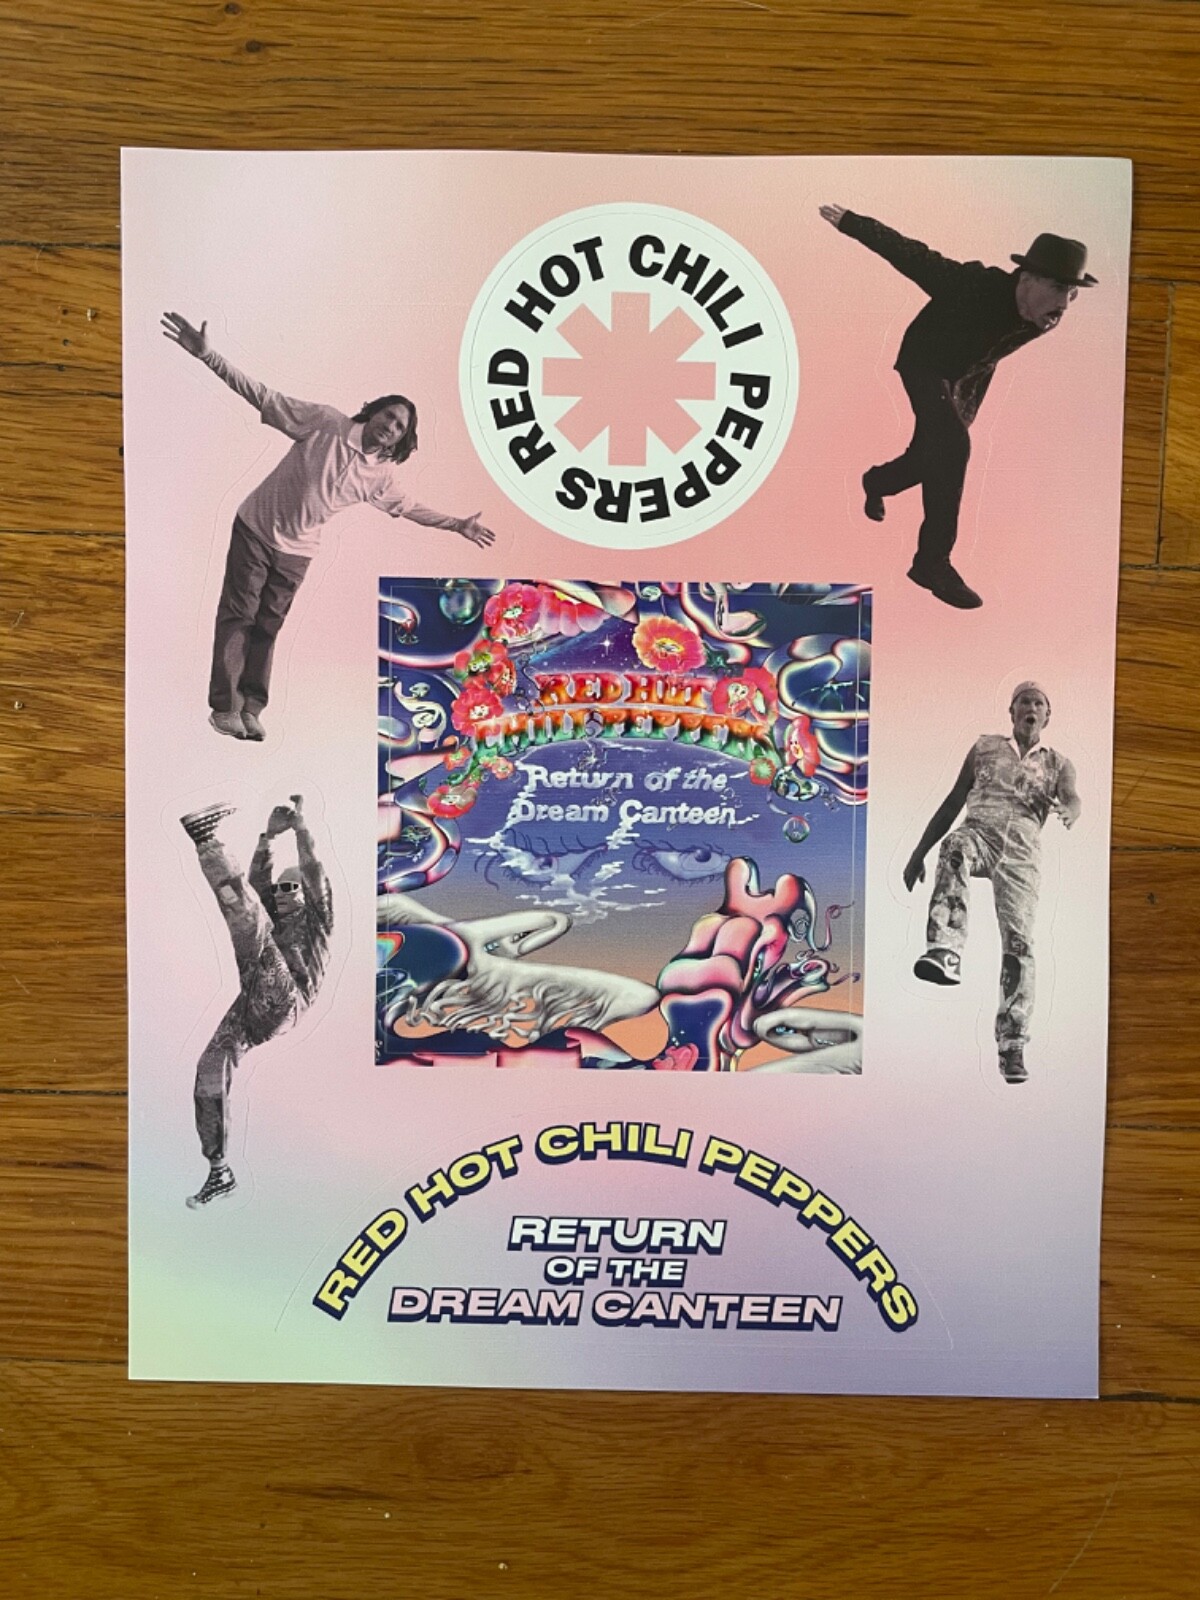 RED HOT CHILI PEPPERS
RED HOT
CHILI PEPPERS
Return of the
Dream Canteen
RED HOT CHILI PEPPERS
RETURN
OF THE
DREAM CANTEEN